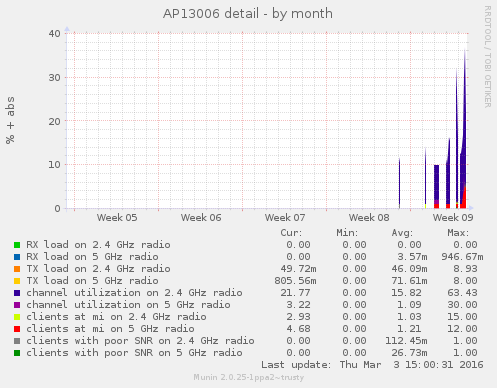 AP13006 detail - by month
RRDTOOL / TOBI OETIKER
% + abs
40
30
20
10
0
Week 05 Week 06 Week 07 Week 08 Week 09
Cur: Min: Avg: Max:
RX load on 2.4 GHz radio 0.00 0.00 0.00 0.00
RX load on 5 GHz radio 0.00 0.00 3.57m 946.67m
TX load on 2.4 GHz radio 49.72m 0.00 46.09m 8.93
TX load on 5 GHz radio 805.56m 0.00 71.61m 8.00
channel utilization on 2.4 GHz radio 21.77 0.00 15.82 63.43
channel utilization on 5 GHz radio 3.22 0.00 1.09 30.00
clients at mi on 2.4 GHz radio 2.93 0.00 1.03 15.00
clients at mi on 5 GHz radio 4.68 0.00 1.21 12.00
clients with poor SNR on 2.4 GHz radio 0.00 0.00 112.45m 1.00
clients with poor SNR on 5 GHz radio 0.00 0.00 26.73m 1.00
Last update: Thu Mar 3 15:00:31 2016
Munin 2.0.25-1ppa2~trusty